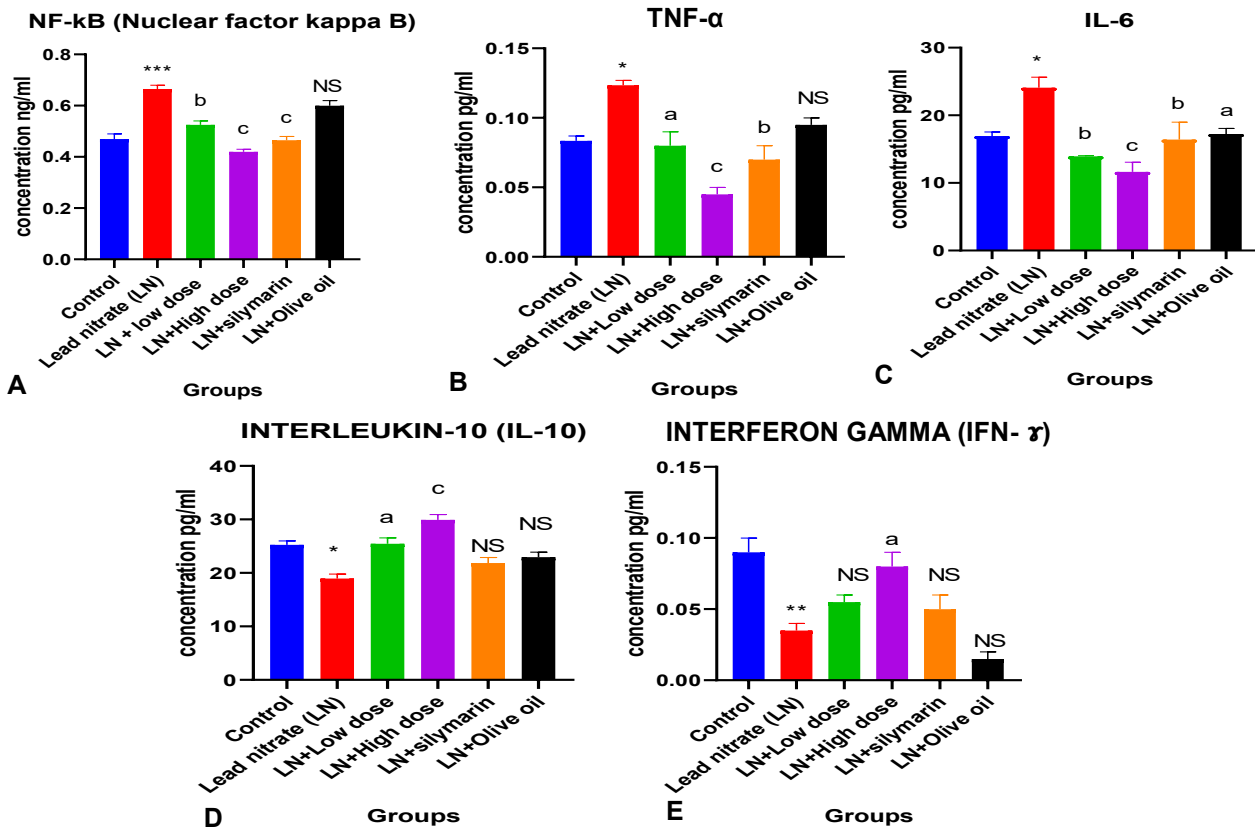 NF-kB (Nuclear factor kappa B)
concentration ng/ml
0.8
0.6
0.4
0.2
0.0
***
b
c
c
NS
Control
Lead nitrate (LN)
LN + low dose
LN+High dose
LN+silymarin
LN+Olive oil
Groups
A
TNF-α
concentration pg/ml
0.15
0.10
0.05
0.00
*
a
c
b
NS
Control
Lead nitrate (LN)
LN+Low dose
LN+High dose
LN+silymarin
LN+Olive oil
Groups
B
IL-6
concentration pg/ml
30
20
10
0
*
b
c
b
a
Control
Lead nitrate (LN)
LN+Low dose
LN+High dose
LN+silymarin
LN+Olive oil
Groups
C
INTERLEUKIN-10 (IL-10)
concentration pg/ml
40
30
20
10
0
*
a
c
NS
NS
Control
Lead nitrate (LN)
LN+Low dose
LN+High dose
LN+silymarin
LN+Olive oil
Groups
D
INTERFERON GAMMA (IFN- ɤ)
concentration pg/ml
0.15
0.10
0.05
0.00
**
NS
a
NS
NS
Control
Lead nitrate (LN)
LN+Low dose
LN+High dose
LN+silymarin
LN+Olive oil
Groups
E